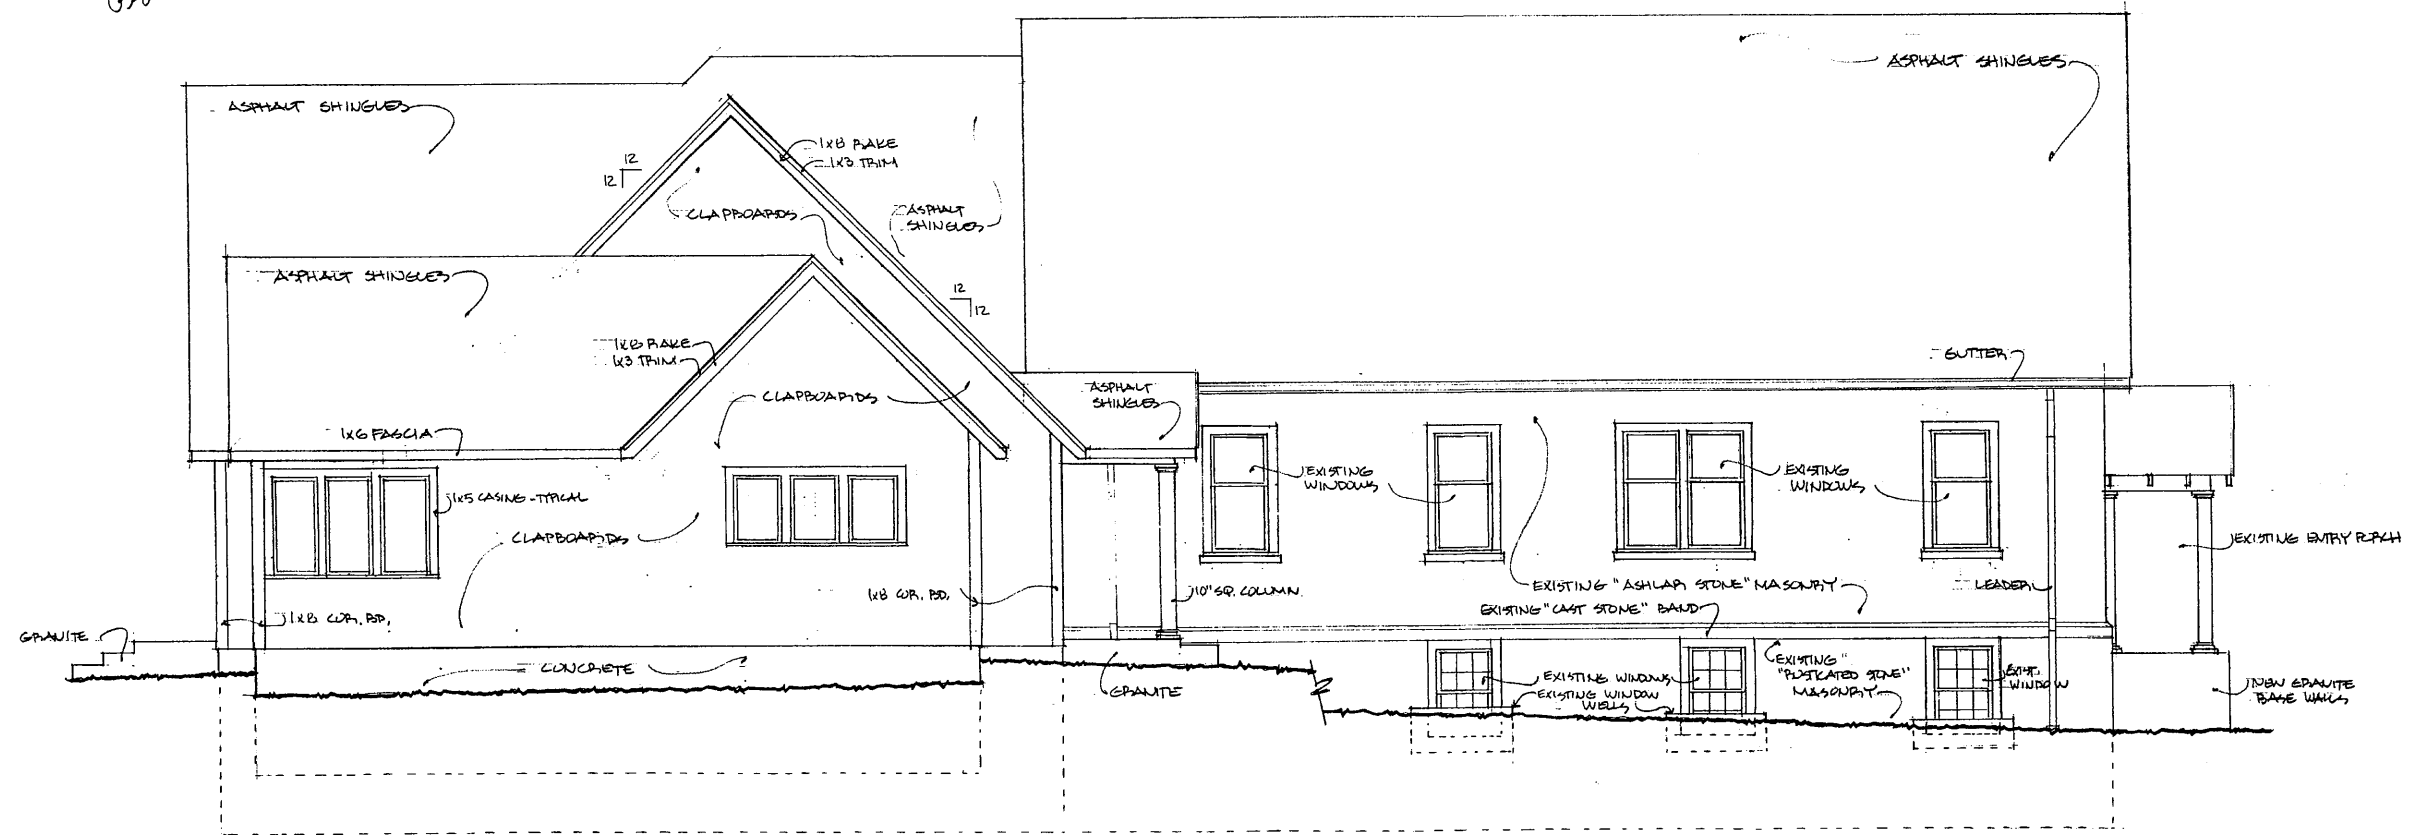 ASPHALT SHINGLES
ASPHALT SHINGLES
1x8 RAKE
1x3 TRIM
12
12
CLAPBOARDS
ASPHALT
SHINGLES
ASPHALT SHINGLES
12
12
1x8 RAKE
1x3 TRIM
GUTTER
ASPHALT
SHINGLES
CLAPBOARDS
1x6 FASCIA
EXISTING
WINDOWS
EXISTING
WINDOWS
1x5 CASING - TYPICAL
CLAPBOARDS
EXISTING ENTRY PORCH
EXISTING "ASHLAR STONE" MASONRY
LEADER
1x8 COR. BD.
10" SQ. COLUMN
EXISTING "CAST STONE" BAND
1x8 COR. BD.
GRANITE
CONCRETE
EXISTING
"RUSTICATED STONE"
MASONRY
EXIST.
WINDOW
EXISTING WINDOWS
EXISTING WINDOW
WELLS
GRANITE
NEW GRANITE
BASE WALLS